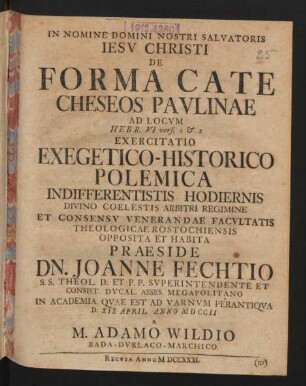 IN NOMINE DOMINI NOSTRI SALVATORIS
IESV CHRISTI
25
DE
FORMA CATE
CHESEOS PAVLINAE
AD LOCVM
HEBR. VI vers. 1 & 2
EXERCITATIO
EXEGETICO-HISTORICO
POLEMICA
INDIFFERENTISTIS HODIERNIS
DIVINO COELESTIS ARBITRI REGIMINE
ET CONSENSV VENERANDAE FACVLTATIS
THEOLOGICAE ROSTOCHIENSIS
OPPOSITA ET HABITA
PRAESIDE
DN. JOANNE FECHTIO
S.S. THEOL. D. ET P.P. SVPERINTENDENTE ET
CONSIST. DVCAL. ASSES. MEGAPOLITANO
IN ACADEMIA QVAE EST AD VARNVM PERANTIQVA
D. XIX APRIL. ANNO MDCCII
A
M. ADAMO WILDIO
BADA-DVRLACO-MARCHICO.
RECVSA ANNO MDCCXXXI.
(10)